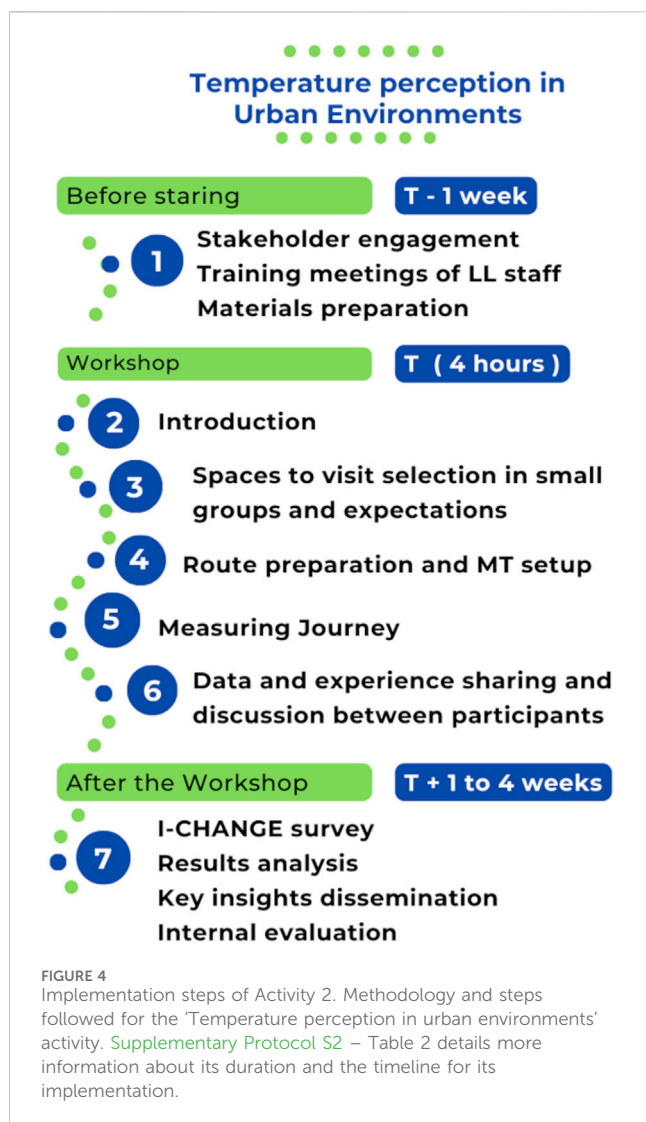 Temperature perception in
Urban Environments
Before staring
T - 1 week
1
Stakeholder engagement
Training meetings of LL staff
Materials preparation
Workshop
T ( 4 hours )
2
Introduction
3
Spaces to visit selection in small
groups and expectations
4
Route preparation and MT setup
5
Measuring Journey
6
Data and experience sharing and
discussion between participants
After the Workshop
T + 1 to 4 weeks
7
I-CHANGE survey
Results analysis
Key insights dissemination
Internal evaluation
FIGURE 4
Implementation steps of Activity 2. Methodology and steps
followed for the ‘Temperature perception in urban environments‘
activity. Supplementary Protocol S2 – Table 2 details more
information about its duration and the timeline for its
implementation.